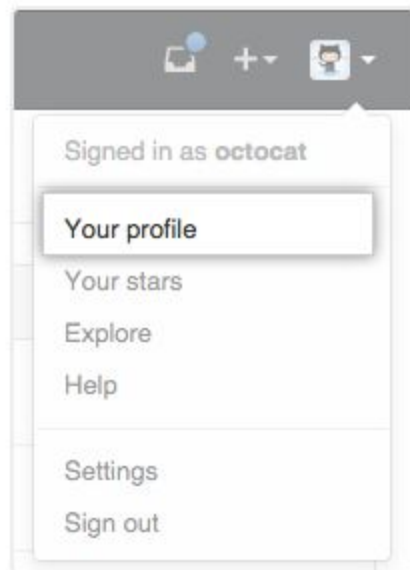 Signed in as octocat
Your profile
Your stars
Explore
Help
Settings
Sign out